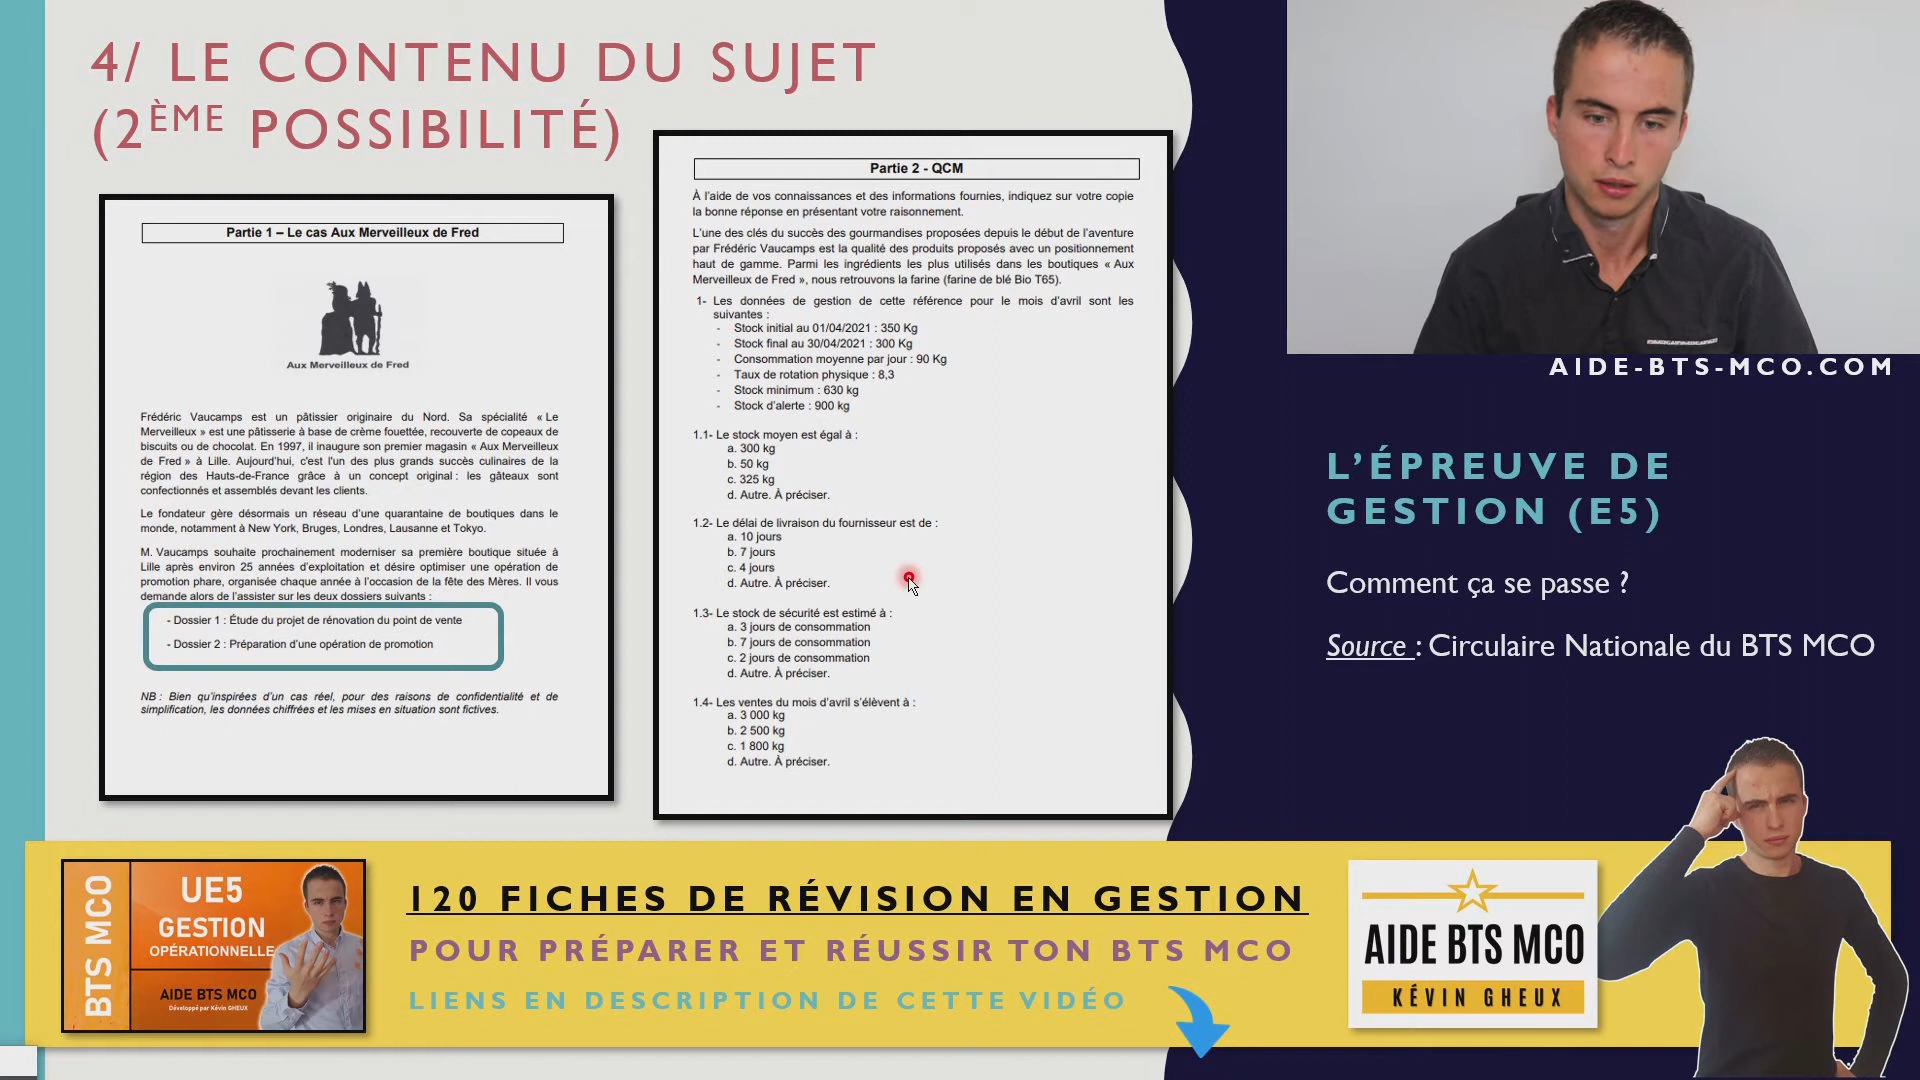 4/ LE CONTENU DU SUJET
(2ÈME POSSIBILITÉ)
Partie 1 – Le cas Aux Merveilleux de Fred
Aux Merveilleux de Fred
Frédéric Vaucamps est un pâtissier originaire du Nord. Sa spécialité « Le
Merveilleux » est une pâtisserie à base de crème fouettée, recouverte de copeaux de
biscuits ou de chocolat. En 1997, il inaugure son premier magasin « Aux Merveilleux
de Fred » à Lille. Aujourd'hui, c'est l'un des plus grands succès culinaires de la
région des Hauts-de-France grâce à un concept original : les gâteaux sont
confectionnés et assemblés devant les clients.
Le fondateur gère désormais un réseau d'une quarantaine de boutiques dans le
monde, notamment à New York, Bruges, Londres, Lausanne et Tokyo.
M. Vaucamps souhaite prochainement moderniser sa première boutique située à
Lille après environ 25 années d'exploitation et désire optimiser une opération de
promotion phare, organisée chaque année à l'occasion de la fête des Mères. Il vous
demande alors de l'assister sur les deux dossiers suivants :
- Dossier 1 : Étude du projet de rénovation du point de vente
- Dossier 2 : Préparation d'une opération de promotion
NB : Bien qu'inspirées d'un cas réel, pour des raisons de confidentialité et de
simplification, les données chiffrées et les mises en situation sont fictives.
Partie 2 - QCM
À l'aide de vos connaissances et des informations fournies, indiquez sur votre copie
la bonne réponse en présentant votre raisonnement.
L'une des clés du succès des gourmandises proposées depuis le début de l'aventure
par Frédéric Vaucamps est la qualité des produits proposés avec un positionnement
haut de gamme. Parmi les ingrédients les plus utilisés dans les boutiques « Aux
Merveilleux de Fred », nous retrouvons la farine (farine de blé Bio T65).
1- Les données de gestion de cette référence pour le mois d'avril sont les
suivantes :
- Stock initial au 01/04/2021 : 350 Kg
- Stock final au 30/04/2021 : 300 Kg
- Consommation moyenne par jour : 90 Kg
- Taux de rotation physique : 8,3
- Stock minimum : 630 kg
- Stock d'alerte : 900 kg
1.1- Le stock moyen est égal à :
a. 300 kg
b. 50 kg
c. 325 kg
d. Autre. À préciser.
1.2- Le délai de livraison du fournisseur est de :
a. 10 jours
b. 7 jours
c. 4 jours
d. Autre. À préciser.
1.3- Le stock de sécurité est estimé à :
a. 3 jours de consommation
b. 7 jours de consommation
c. 2 jours de consommation
d. Autre. À préciser.
1.4- Les ventes du mois d'avril s'élèvent à :
a. 3 000 kg
b. 2 500 kg
c. 1 800 kg
d. Autre. À préciser.
AIDE-BTS-MCO.COM
L'ÉPREUVE DE
GESTION (E5)
Comment ça se passe ?
Source : Circulaire Nationale du BTS MCO
BTS MCO
UE5
GESTION
OPÉRATIONNELLE
AIDE BTS MCO
Développé par Kévin GHEUX
120 FICHES DE RÉVISION EN GESTION
POUR PRÉPARER ET RÉUSSIR TON BTS MCO
LIENS EN DESCRIPTION DE CETTE VIDÉO
AIDE BTS MCO
KÉVIN GHEUX